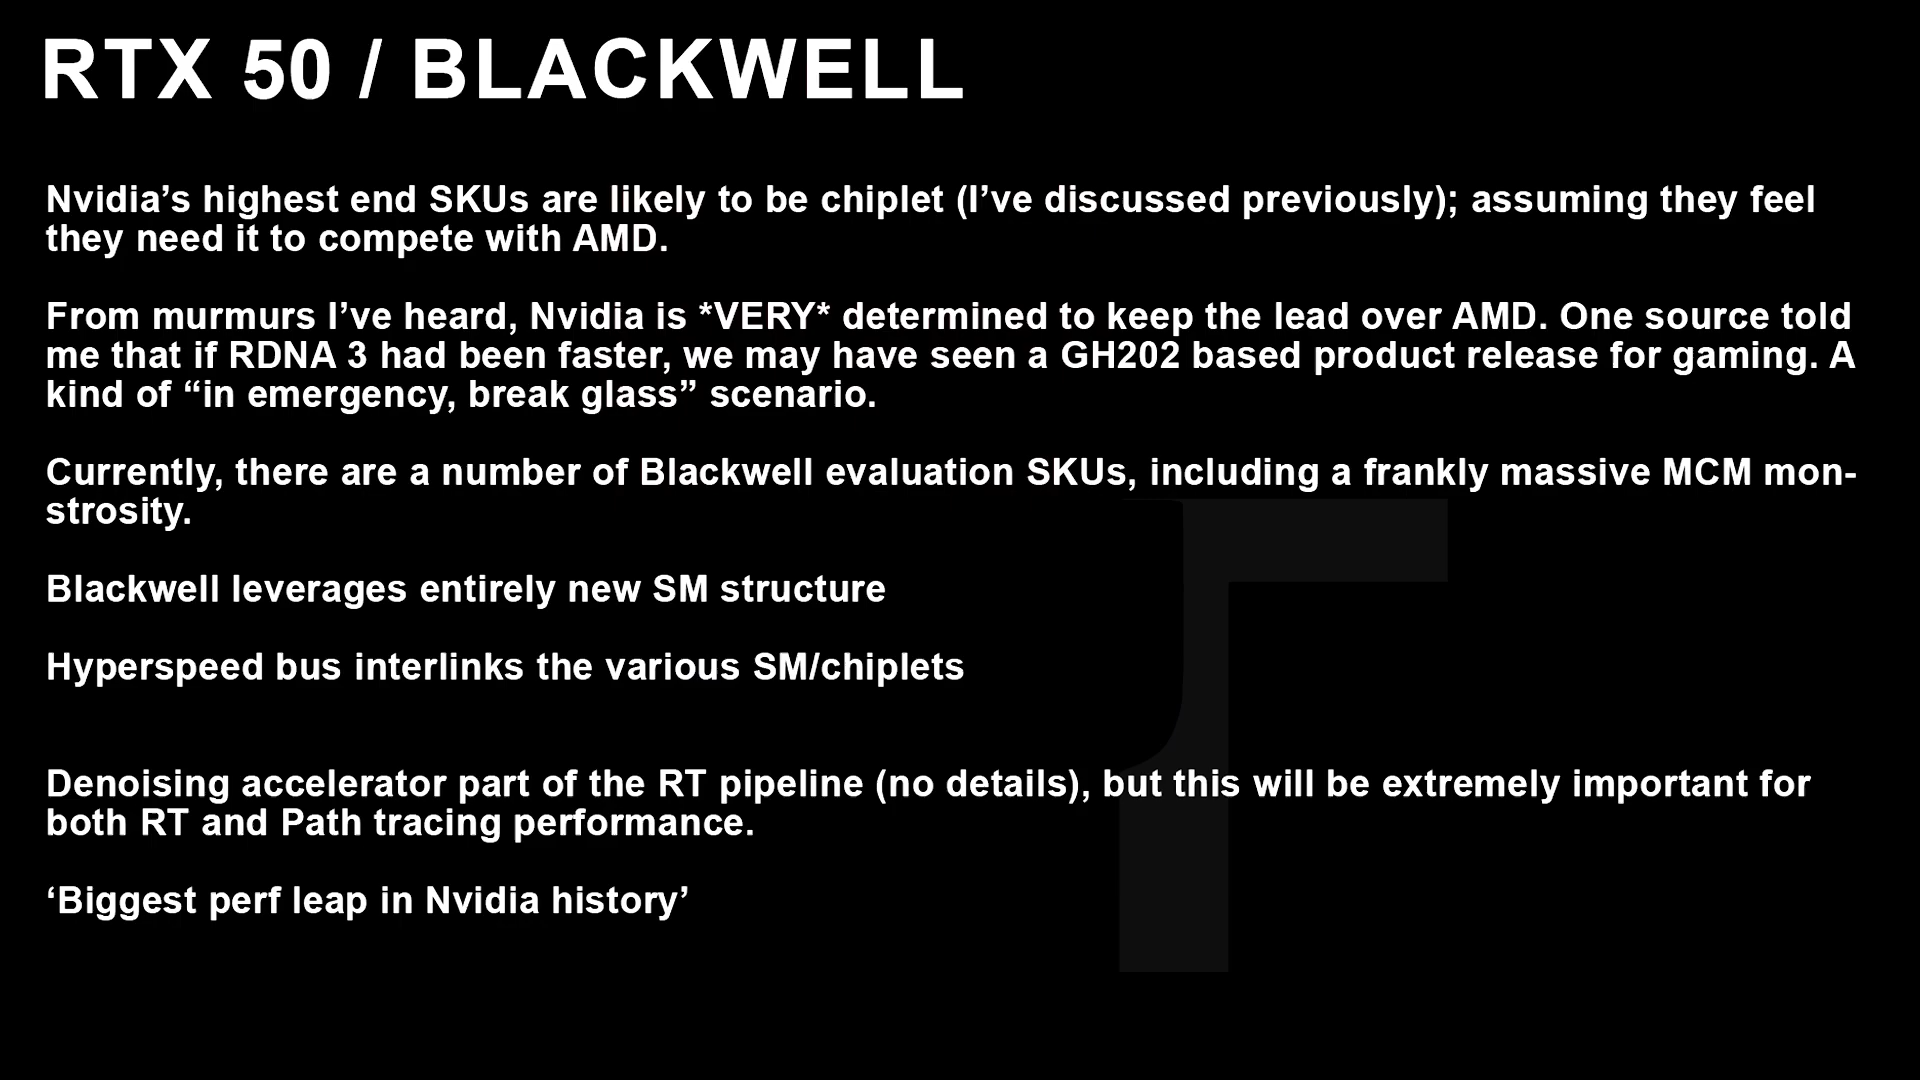 RTX 50 / BLACKWELL
Nvidia’s highest end SKUs are likely to be chiplet (I’ve discussed previously); assuming they feel
they need it to compete with AMD.
From murmurs I’ve heard, Nvidia is *VERY* determined to keep the lead over AMD. One source told
me that if RDNA 3 had been faster, we may have seen a GH202 based product release for gaming. A
kind of “in emergency, break glass” scenario.
Currently, there are a number of Blackwell evaluation SKUs, including a frankly massive MCM mon-
strosity.
Blackwell leverages entirely new SM structure
Hyperspeed bus interlinks the various SM/chiplets
Denoising accelerator part of the RT pipeline (no details), but this will be extremely important for
both RT and Path tracing performance.
‘Biggest perf leap in Nvidia history’